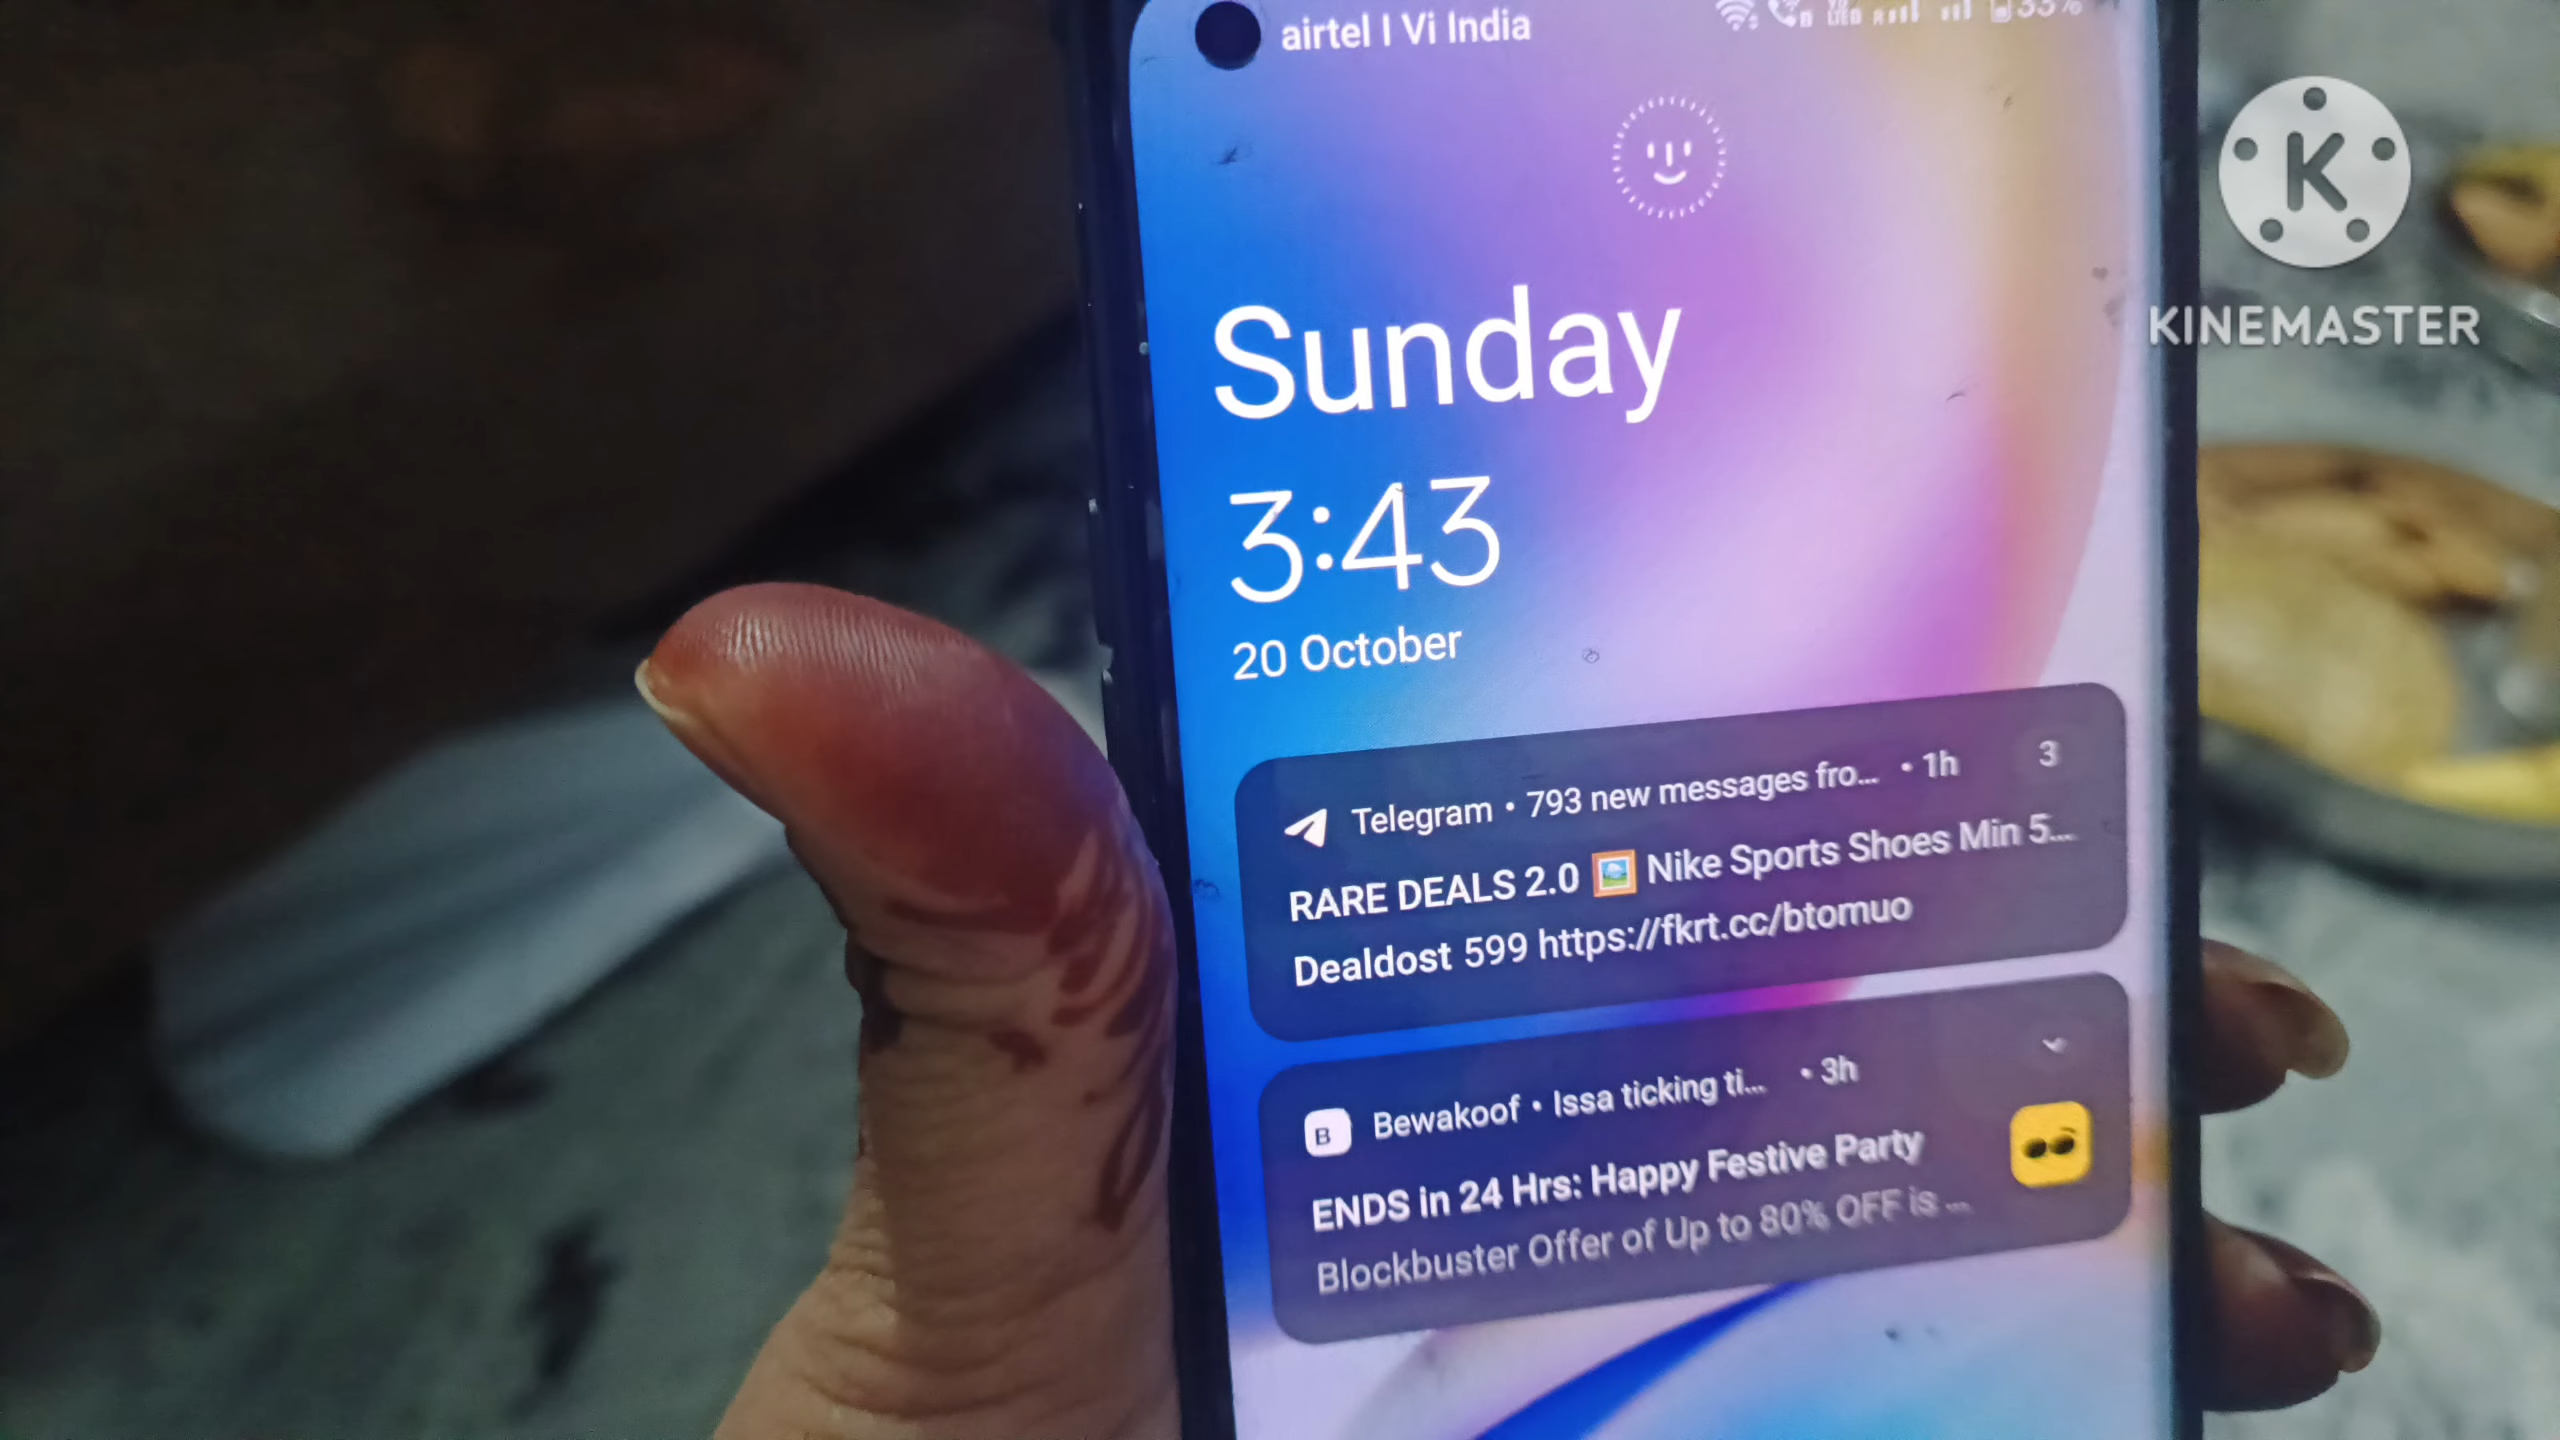 airtel | Vi India
33%
K
KINEMASTER
Sunday
3:43
20 October
Telegram • 793 new messages fro... • 1h 3
RARE DEALS 2.0 🖼️ Nike Sports Shoes Min 5...
Dealdost 599 https://fkrt.cc/btomuo
B Bewakoof • Issa ticking ti... • 3h
ENDS in 24 Hrs: Happy Festive Party
Blockbuster Offer of Up to 80% OFF is ...